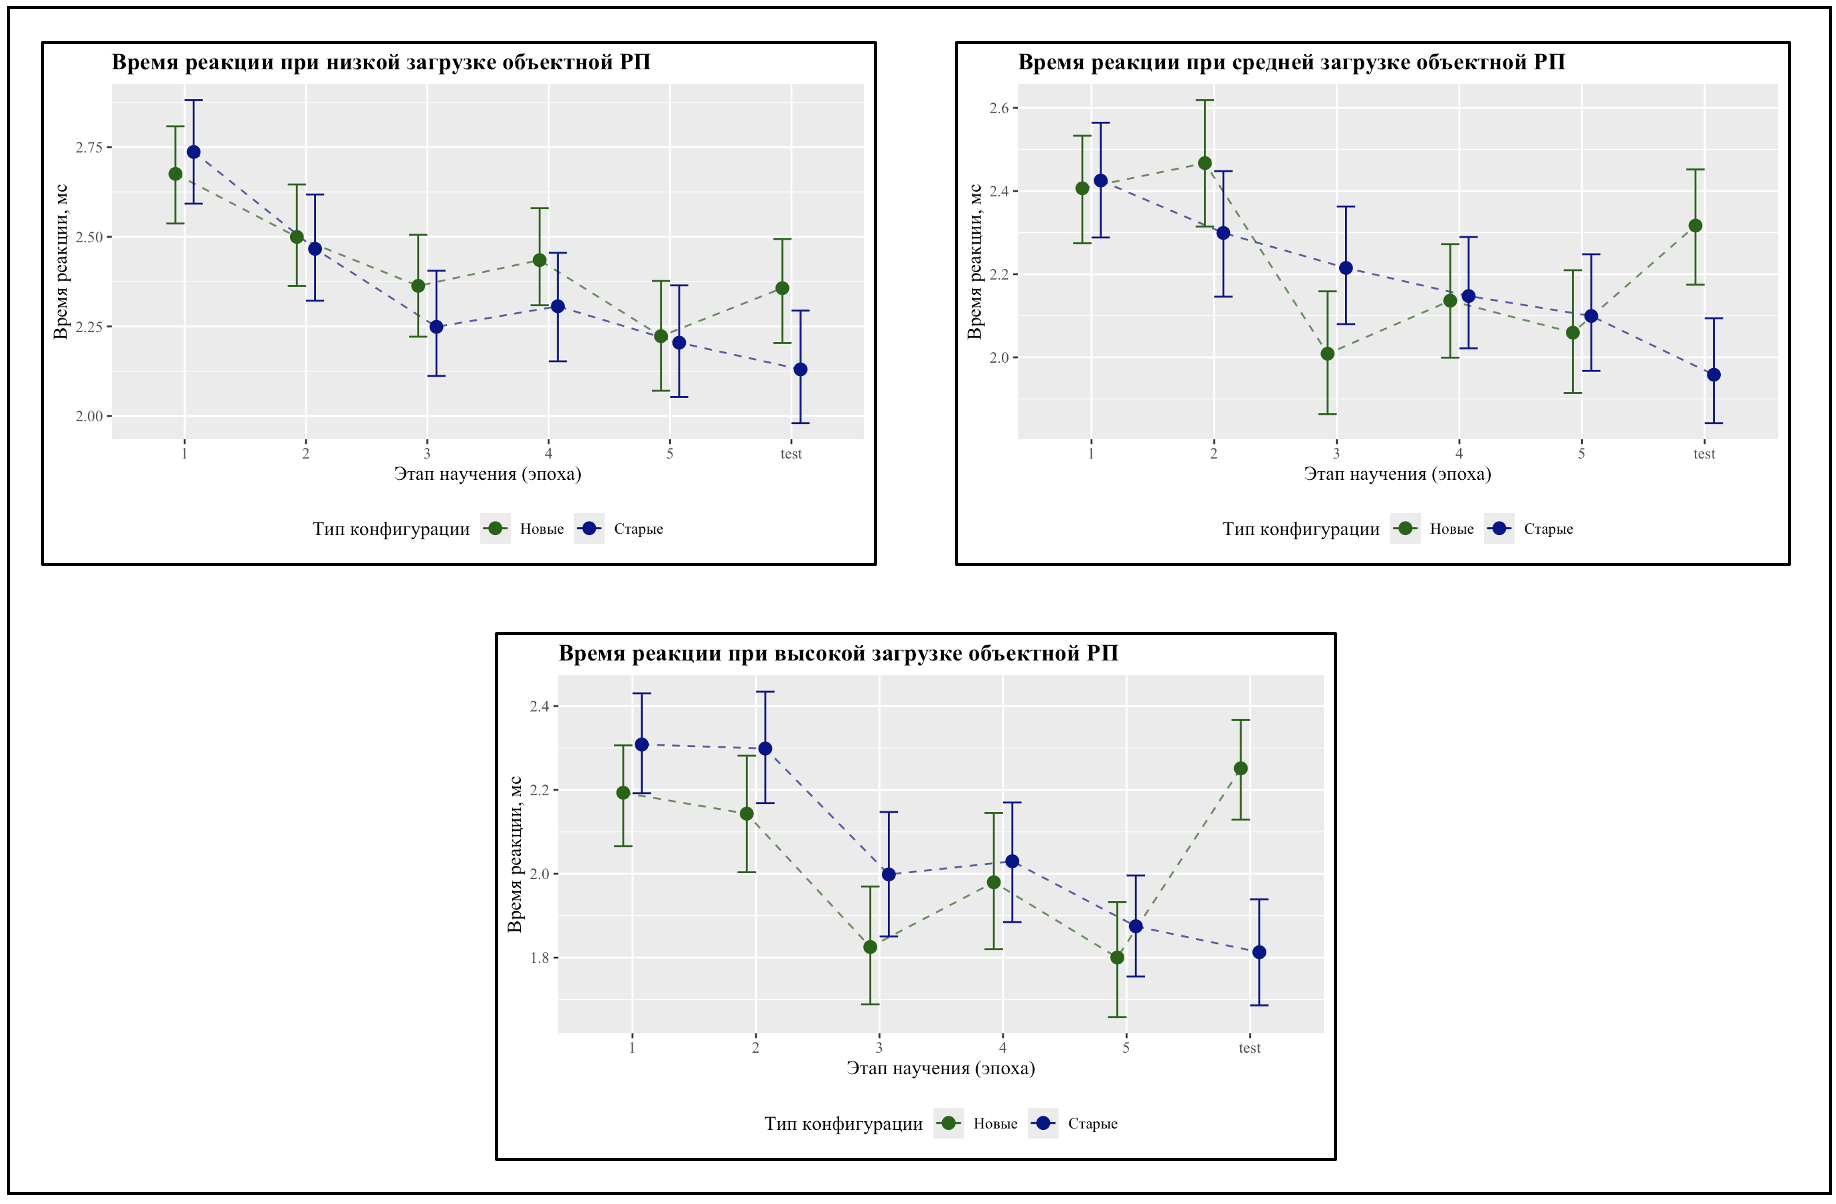 Время реакции при низкой загрузке объектной РП
Время реакции, мс
2.75
2.50
2.25
2.00
1 2 3 4 5 test
Этап научения (эпоха)
Тип конфигурации Новые Старые
Время реакции при средней загрузке объектной РП
Время реакции, мс
2.6
2.4
2.2
2.0
1 2 3 4 5 test
Этап научения (эпоха)
Тип конфигурации Новые Старые
Время реакции при высокой загрузке объектной РП
Время реакции, мс
2.4
2.2
2.0
1.8
1 2 3 4 5 test
Этап научения (эпоха)
Тип конфигурации Новые Старые